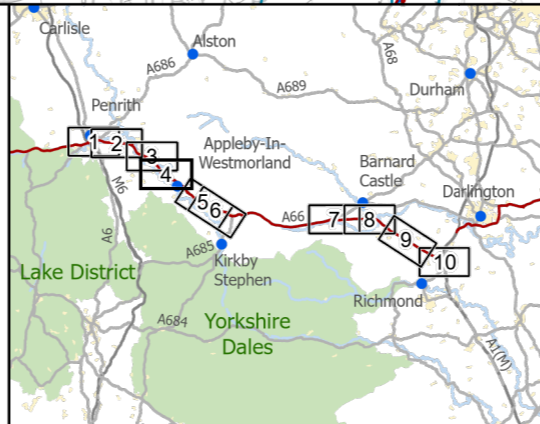 Carlisle
Alston
A68
A686
A689
Durham
Penrith
1
2
3
4
5
6
Appleby-In-
Westmorland
Barnard
Castle
Darlington
M6
A66
7
8
9
10
A6
A685
Kirkby
Stephen
Lake District
Richmond
A684
Yorkshire
Dales
A1(M)